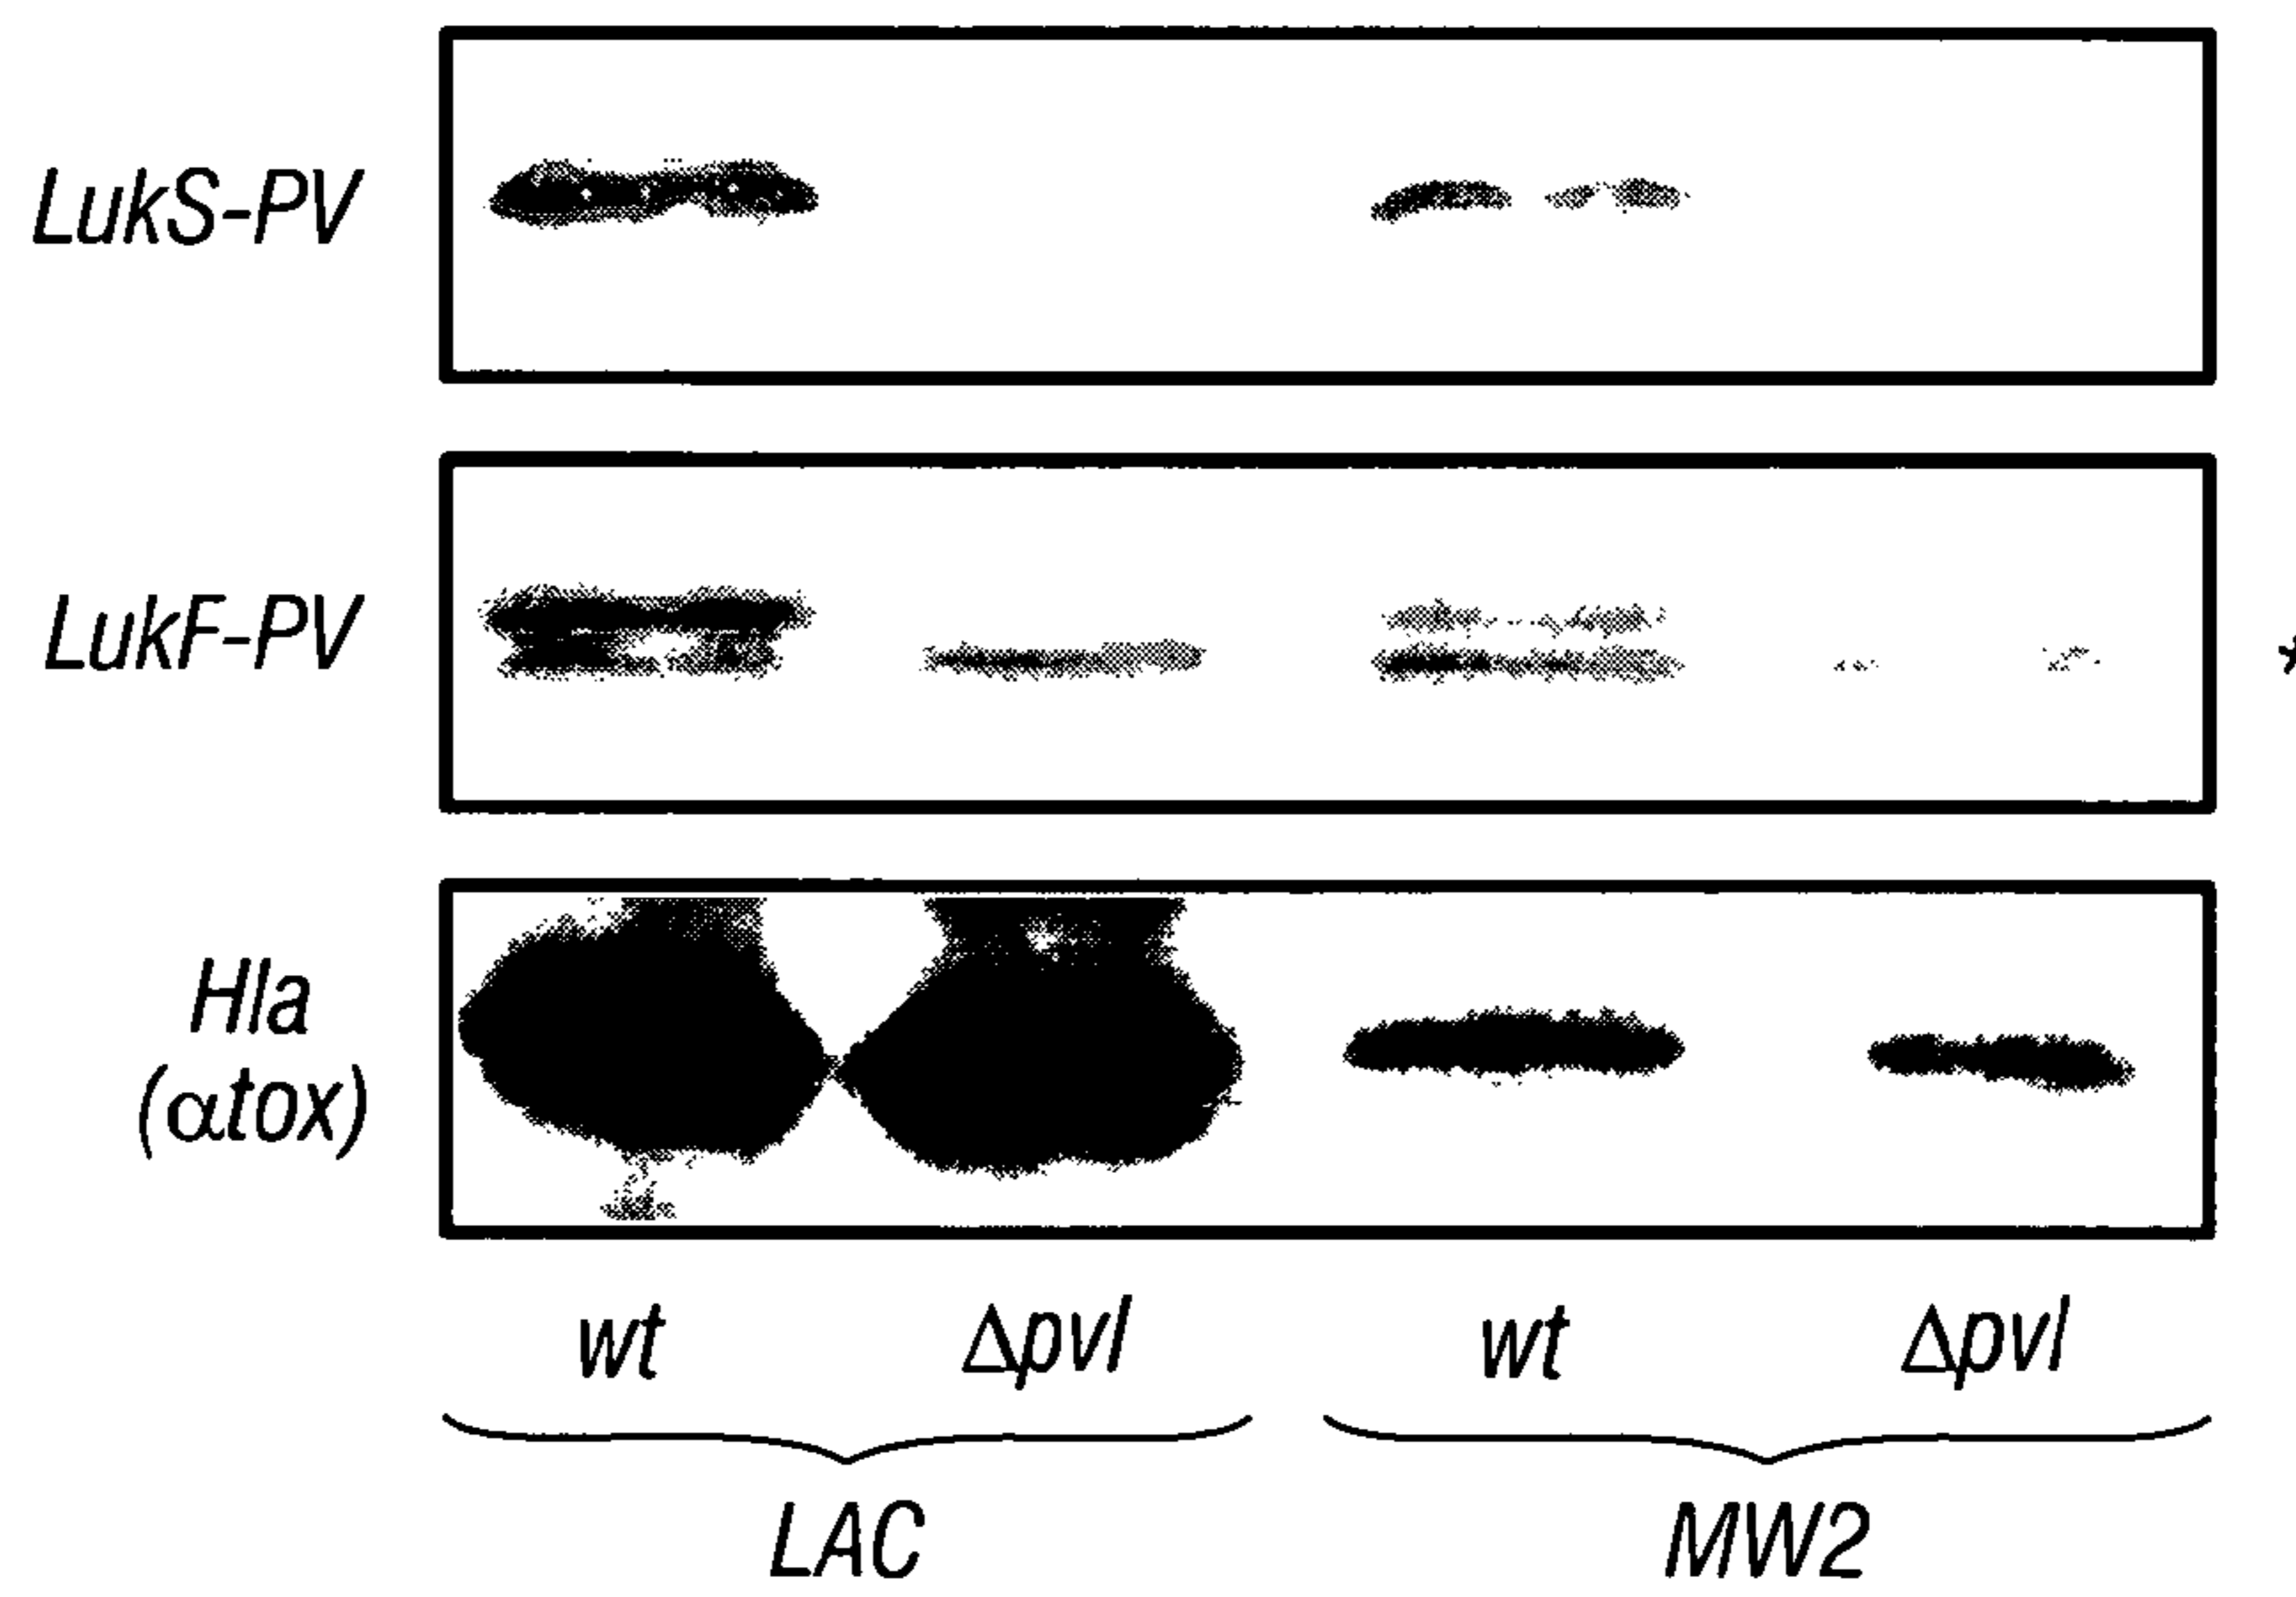 LukS-PV
LukF-PV
*
Hla
(αtox)
wt Δpvl wt Δpvl
LAC MW2